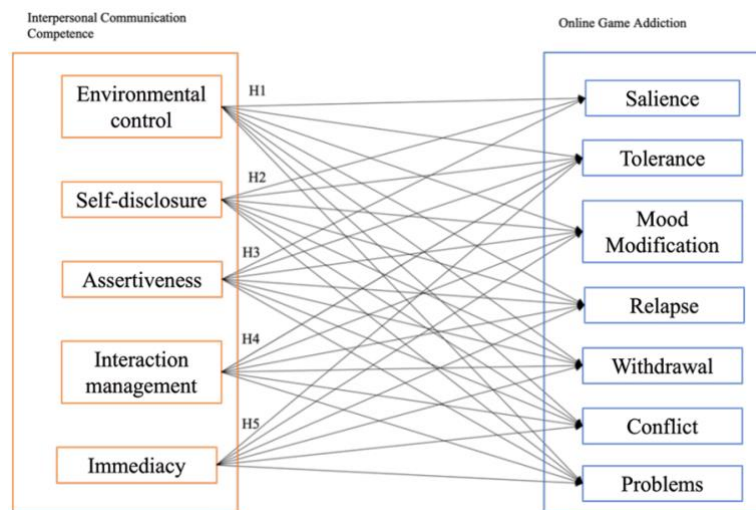 Interpersonal Communication
Competence
Online Game Addiction
Environmental
control
Self-disclosure
Assertiveness
Interaction
management
Immediacy
H1
H2
H3
H4
H5
Salience
Tolerance
Mood
Modification
Relapse
Withdrawal
Conflict
Problems